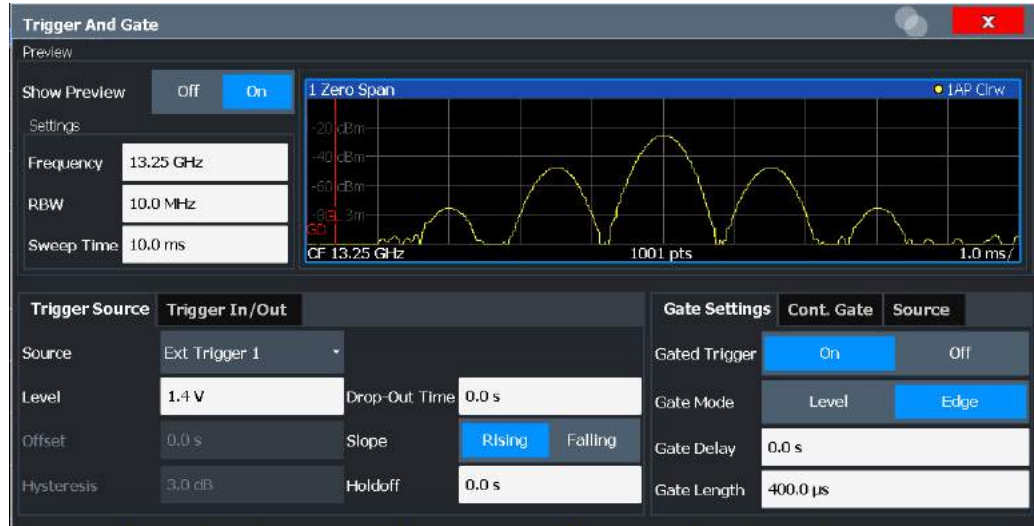 Trigger And Gate
X
Preview
Show Preview Off On
Settings
Frequency 13.25 GHz
RBW 10.0 MHz
Sweep Time 10.0 ms
1 Zero Span 1AP Clrw
-20 dBm
-40 dBm
-60 dBm
GD
CF 13.25 GHz 1001 pts 1.0 ms/
Trigger Source Trigger In/Out
Source Ext Trigger 1
Level 1.4 V Drop-Out Time 0.0 s
Offset 0.0 s Slope Rising Falling
Hysteresis 3.0 dB Holdoff 0.0 s
Gate Settings Cont. Gate Source
Gated Trigger On Off
Gate Mode Level Edge
Gate Delay 0.0 s
Gate Length 400.0 µs